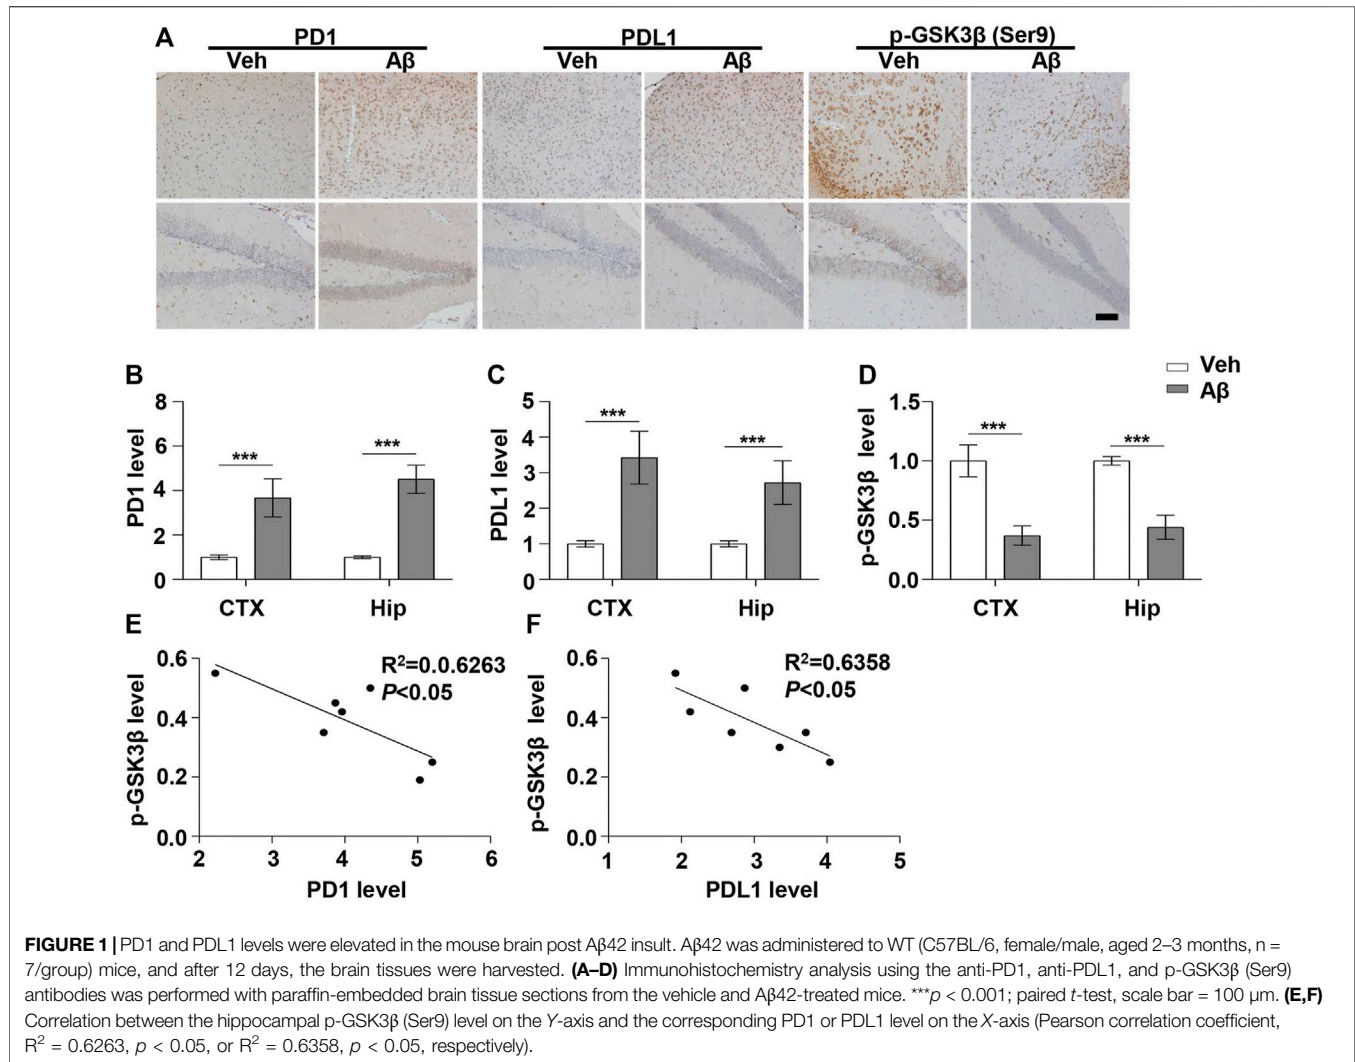 A
PD1
PDL1
p-GSK3β (Ser9)
Veh
Aβ
Veh
Aβ
Veh
Aβ
B
PD1 level
8
6
4
2
0
***
***
CTX
Hip
C
PDL1 level
5
4
3
2
1
0
***
***
CTX
Hip
D
p-GSK3β level
1.5
1.0
0.5
0.0
***
***
CTX
Hip
Veh
Aβ
E
p-GSK3β level
0.6
0.4
0.2
0.0
R²=0.0.6263
P<0.05
2
3
4
5
6
PD1 level
F
p-GSK3β level
0.6
0.4
0.2
0.0
R²=0.6358
P<0.05
1
2
3
4
5
PDL1 level
FIGURE 1 | PD1 and PDL1 levels were elevated in the mouse brain post Aβ42 insult. Aβ42 was administered to WT (C57BL/6, female/male, aged 2–3 months, n =
7/group) mice, and after 12 days, the brain tissues were harvested. (A–D) Immunohistochemistry analysis using the anti-PD1, anti-PDL1, and p-GSK3β (Ser9)
antibodies was performed with paraffin-embedded brain tissue sections from the vehicle and Aβ42-treated mice. ***p < 0.001; paired t-test, scale bar = 100 μm. (E,F)
Correlation between the hippocampal p-GSK3β (Ser9) level on the Y-axis and the corresponding PD1 or PDL1 level on the X-axis (Pearson correlation coefficient,
R² = 0.6263, p < 0.05, or R² = 0.6358, p < 0.05, respectively).